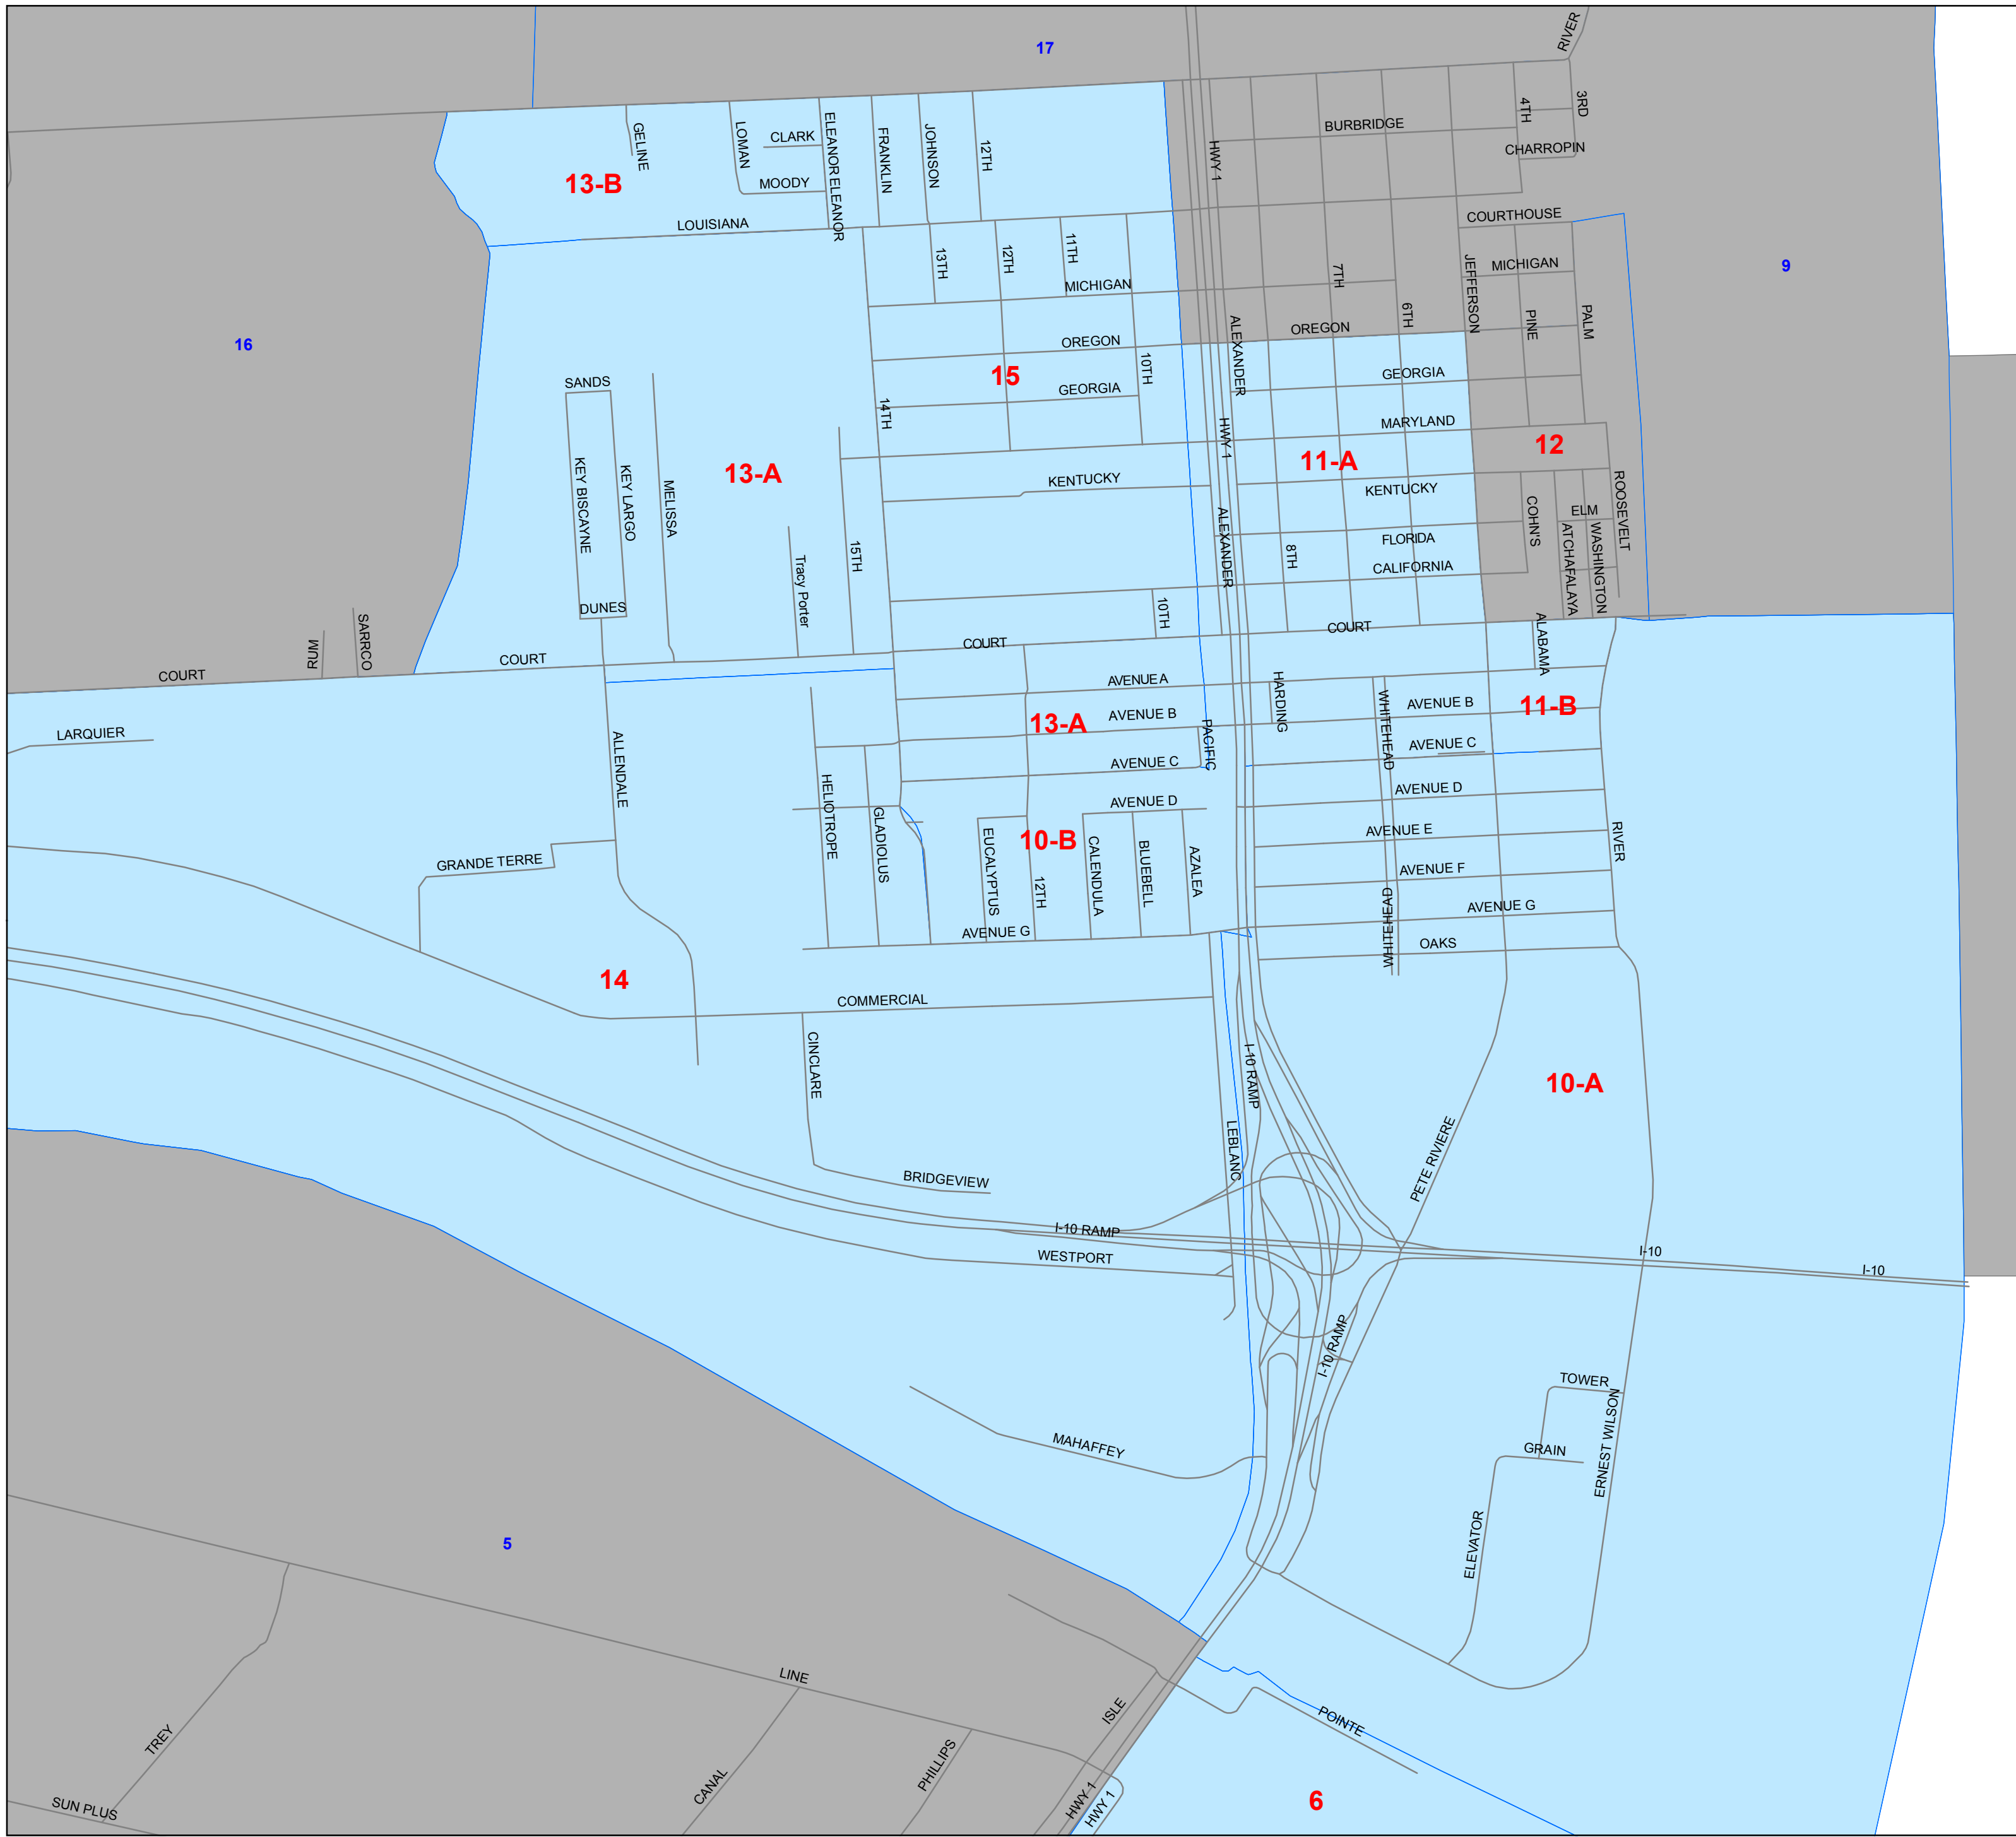 17
RIVER
GELINE
LOMAN
CLARK
ELEANOR
ELEANOR
FRANKLIN
JOHNSON
12TH
HWY 1
BURBRIDGE
4TH
3RD
CHARROPIN
13-B
MOODY
LOUISIANA
COURTHOUSE
13TH
12TH
11TH
MICHIGAN
7TH
JEFFERSON
MICHIGAN
9
16
6TH
PINE
PALM
OREGON
ALEXANDER
OREGON
SANDS
15
10TH
GEORGIA
GEORGIA
14TH
MARYLAND
12
KEY BISCAYNE
KEY LARGO
MELISSA
13-A
HWY 1
11-A
KENTUCKY
KENTUCKY
ROOSEVELT
COHN'S
ELM
ATCHAFALAYA
WASHINGTON
ALEXANDER
FLORIDA
8TH
CALIFORNIA
Tracy Porter
15TH
DUNES
10TH
RUM
SARRCO
COURT
COURT
COURT
COURT
ALABAMA
AVENUE A
HARDING
WHITEHEAD
AVENUE B
11-B
13-A
AVENUE B
PACIFIC
LARQUIER
ALLENDALE
AVENUE C
AVENUE C
HELIOTROPE
GLADIOLUS
AVENUE D
AVENUE D
EUCALYPTUS
10-B
CALENDULA
BLUEBELL
AZALEA
AVENUE E
RIVER
GRANDE TERRE
12TH
AVENUE F
WHITEHEAD
AVENUE G
AVENUE G
OAKS
14
COMMERCIAL
CINCLARE
I-10 RAMP
10-A
LEBLANC
PETE RIVIERE
BRIDGEVIEW
I-10 RAMP
WESTPORT
I-10
I-10
I-10 RAMP
TOWER
ERNEST WILSON
MAHAFFEY
GRAIN
ELEVATOR
5
LINE
ISLE
POINTE
TREY
CANAL
PHILLIPS
HWY 1
HWY 1
6
SUN PLUS